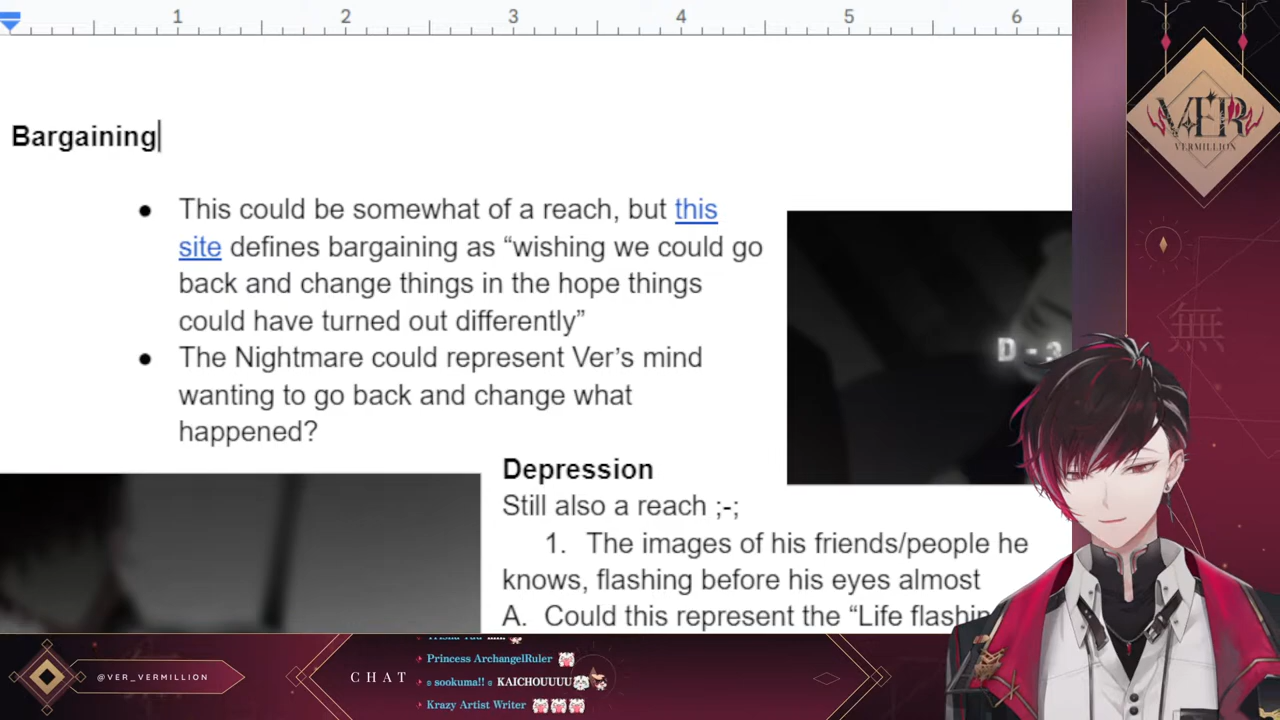 1 2 3 4 5 6
Bargaining
● This could be somewhat of a reach, but this
site defines bargaining as “wishing we could go
back and change things in the hope things
could have turned out differently”
● The Nightmare could represent Ver’s mind
wanting to go back and change what
happened?
D - 3
Depression
Still also a reach ;-;
1. The images of his friends/people he
knows, flashing before his eyes almost
A. Could this represent the “Life flashin
VER
VERMILLION
無
@VER_VERMILLION
CHAT
Princess ArchangelRuler
sookuma!! KAICHOUUUU
Krazy Artist Writer